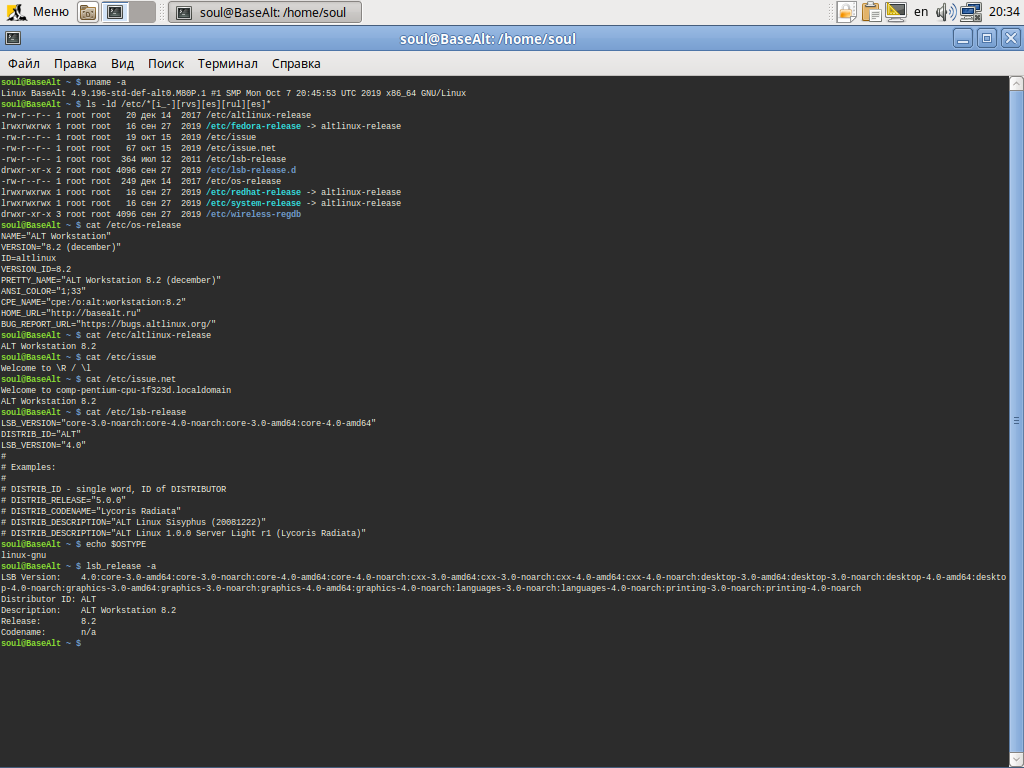 Меню soul@BaseAlt: /home/soul en 20:34
soul@BaseAlt: /home/soul
Файл Правка Вид Поиск Терминал Справка
soul@BaseAlt ~ $ uname -a
Linux BaseAlt 4.9.196-std-def-alt0.M80P.1 #1 SMP Mon Oct 7 20:45:53 UTC 2019 x86_64 GNU/Linux
soul@BaseAlt ~ $ ls -ld /etc/*[i_-][rvs][es][rul][es]*
-rw-r--r-- 1 root root   20 дек 14  2017 /etc/altlinux-release
lrwxrwxrwx 1 root root   16 сен 27  2019 /etc/fedora-release -> altlinux-release
-rw-r--r-- 1 root root   19 окт 15  2019 /etc/issue
-rw-r--r-- 1 root root   67 окт 15  2019 /etc/issue.net
-rw-r--r-- 1 root root  364 июл 12  2011 /etc/lsb-release
drwxr-xr-x 2 root root 4096 сен 27  2019 /etc/lsb-release.d
-rw-r--r-- 1 root root  249 дек 14  2017 /etc/os-release
lrwxrwxrwx 1 root root   16 сен 27  2019 /etc/redhat-release -> altlinux-release
lrwxrwxrwx 1 root root   16 сен 27  2019 /etc/system-release -> altlinux-release
drwxr-xr-x 3 root root 4096 сен 27  2019 /etc/wireless-regdb
soul@BaseAlt ~ $ cat /etc/os-release
NAME="ALT Workstation"
VERSION="8.2 (december)"
ID=altlinux
VERSION_ID=8.2
PRETTY_NAME="ALT Workstation 8.2 (december)"
ANSI_COLOR="1;33"
CPE_NAME="cpe:/o:alt:workstation:8.2"
HOME_URL="http://basealt.ru"
BUG_REPORT_URL="https://bugs.altlinux.org/"
soul@BaseAlt ~ $ cat /etc/altlinux-release
ALT Workstation 8.2
soul@BaseAlt ~ $ cat /etc/issue
Welcome to \R / \l
soul@BaseAlt ~ $ cat /etc/issue.net
Welcome to comp-pentium-cpu-1f323d.localdomain
ALT Workstation 8.2
soul@BaseAlt ~ $ cat /etc/lsb-release
LSB_VERSION="core-3.0-noarch:core-4.0-noarch:core-3.0-amd64:core-4.0-amd64"
DISTRIB_ID="ALT"
LSB_VERSION="4.0"
#
# Examples:
#
# DISTRIB_ID - single word, ID of DISTRIBUTOR
# DISTRIB_RELEASE="5.0.0"
# DISTRIB_CODENAME="Lycoris Radiata"
# DISTRIB_DESCRIPTION="ALT Linux Sisyphus (20081222)"
# DISTRIB_DESCRIPTION="ALT Linux 1.0.0 Server Light r1 (Lycoris Radiata)"
soul@BaseAlt ~ $ echo $OSTYPE
linux-gnu
soul@BaseAlt ~ $ lsb_release -a
LSB Version:    4.0:core-3.0-amd64:core-3.0-noarch:core-4.0-amd64:core-4.0-noarch:cxx-3.0-amd64:cxx-3.0-noarch:cxx-4.0-amd64:cxx-4.0-noarch:desktop-3.0-amd64:desktop-3.0-noarch:desktop-4.0-amd64:deskto
p-4.0-noarch:graphics-3.0-amd64:graphics-3.0-noarch:graphics-4.0-amd64:graphics-4.0-noarch:languages-3.0-noarch:languages-4.0-noarch:printing-3.0-noarch:printing-4.0-noarch
Distributor ID: ALT
Description:    ALT Workstation 8.2
Release:        8.2
Codename:       n/a
soul@BaseAlt ~ $